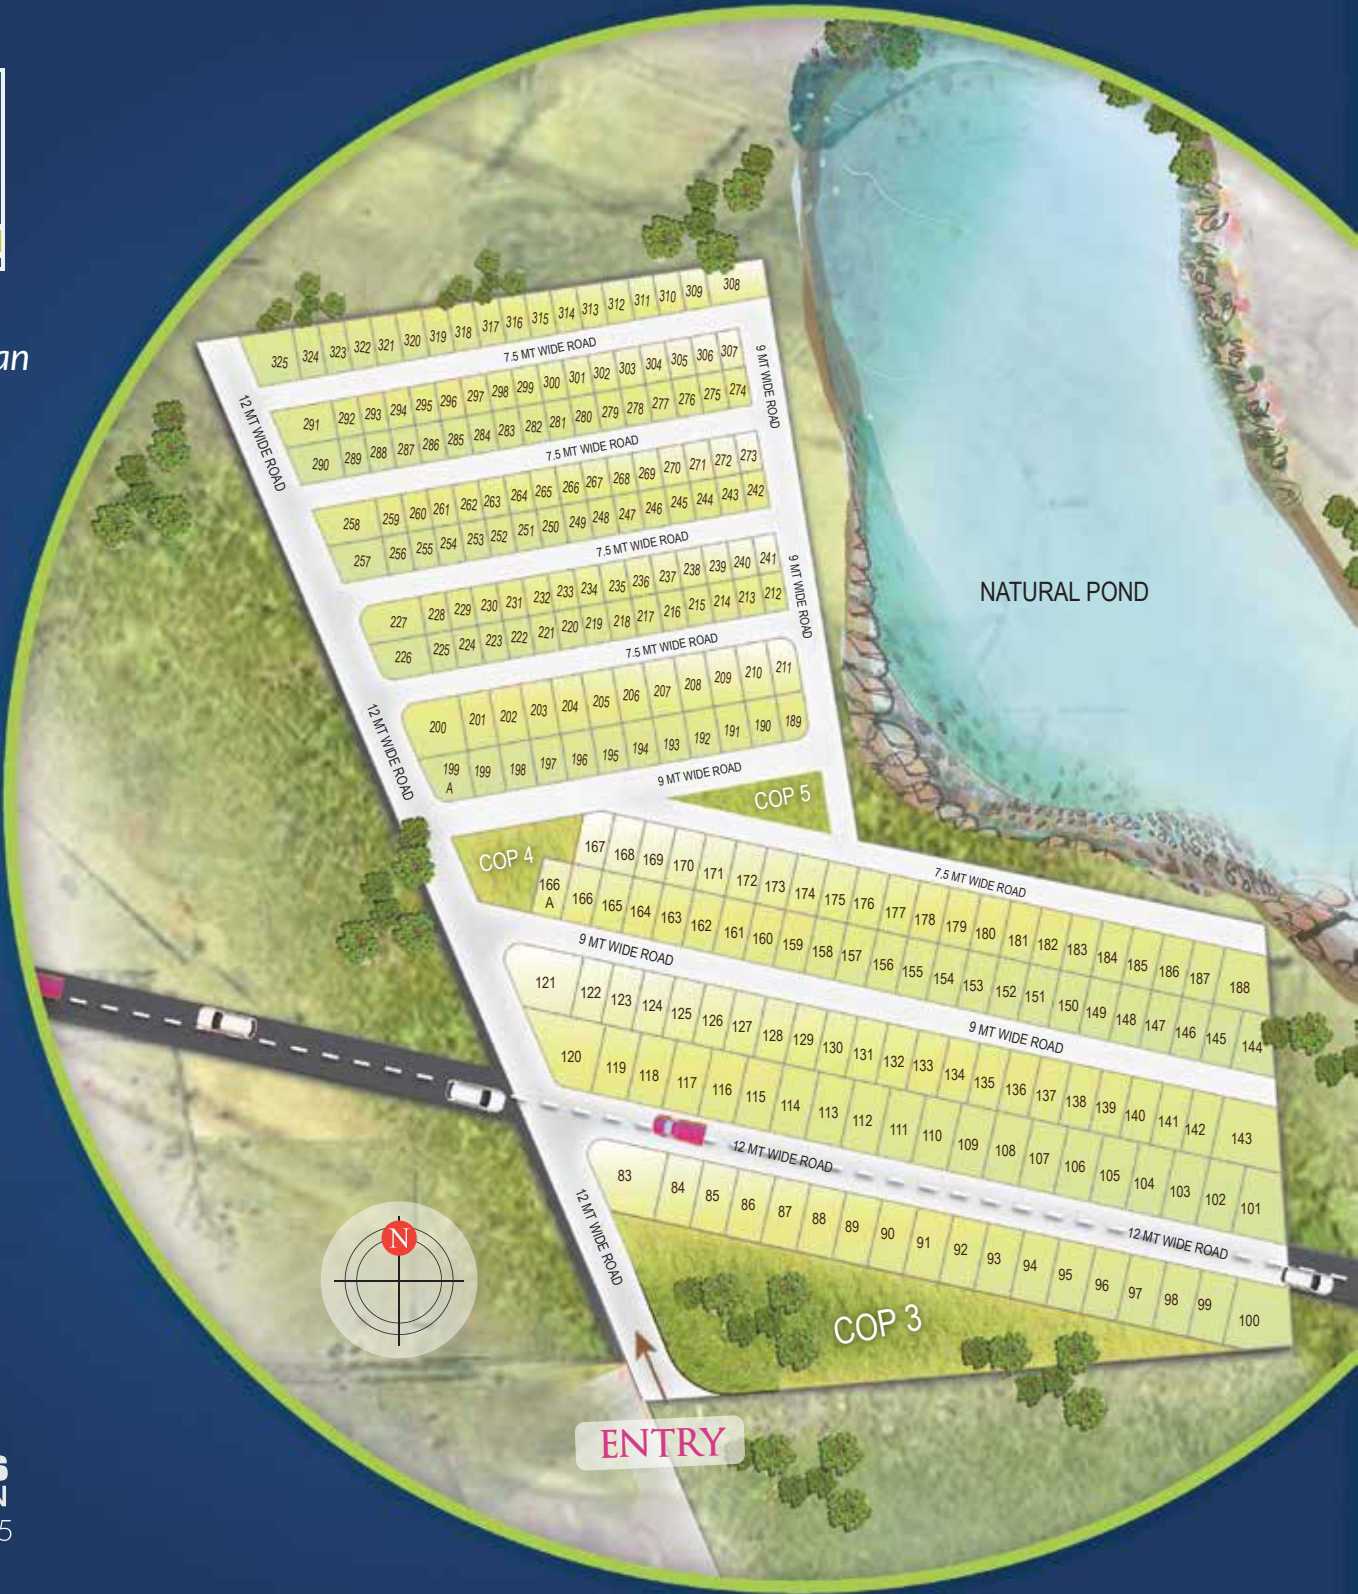 an
S
N
5
308
325 324 323 322 321 320 319 318 317 316 315 314 313 312 311 310 309
7.5 MT WIDE ROAD
9 MT WIDE ROAD
12 MT WIDE ROAD
291 292 293 294 295 296 297 298 299 300 301 302 303 304 305 306 307
290 289 288 287 286 285 284 283 282 281 280 279 278 277 276 275 274
7.5 MT WIDE ROAD
258 259 260 261 262 263 264 265 266 267 268 269 270 271 272 273
257 256 255 254 253 252 251 250 249 248 247 246 245 244 243 242
7.5 MT WIDE ROAD
9 MT WIDE ROAD
NATURAL POND
227 228 229 230 231 232 233 234 235 236 237 238 239 240 241
226 225 224 223 222 221 220 219 218 217 216 215 214 213 212
7.5 MT WIDE ROAD
12 MT WIDE ROAD
200 201 202 203 204 205 206 207 208 209 210 211
199 A 199 198 197 196 195 194 193 192 191 190 189
9 MT WIDE ROAD
COP 5
COP 4
167 168 169 170 171 172 173 174 175 176 177 178 179 180 181 182 183 184 185 186 187 188
7.5 MT WIDE ROAD
166 A 166 165 164 163 162 161 160 159 158 157 156 155 154 153 152 151 150 149 148 147 146 145 144
9 MT WIDE ROAD
9 MT WIDE ROAD
121 122 123 124 125 126 127 128 129 130 131 132 133 134 135 136 137 138 139 140 141 142 143
120 119 118 117 116 115 114 113 112 111 110 109 108 107 106 105 104 103 102 101
12 MT WIDE ROAD
12 MT WIDE ROAD
83 84 85 86 87 88 89 90 91 92 93 94 95 96 97 98 99 100
12 MT WIDE ROAD
N
COP 3
ENTRY